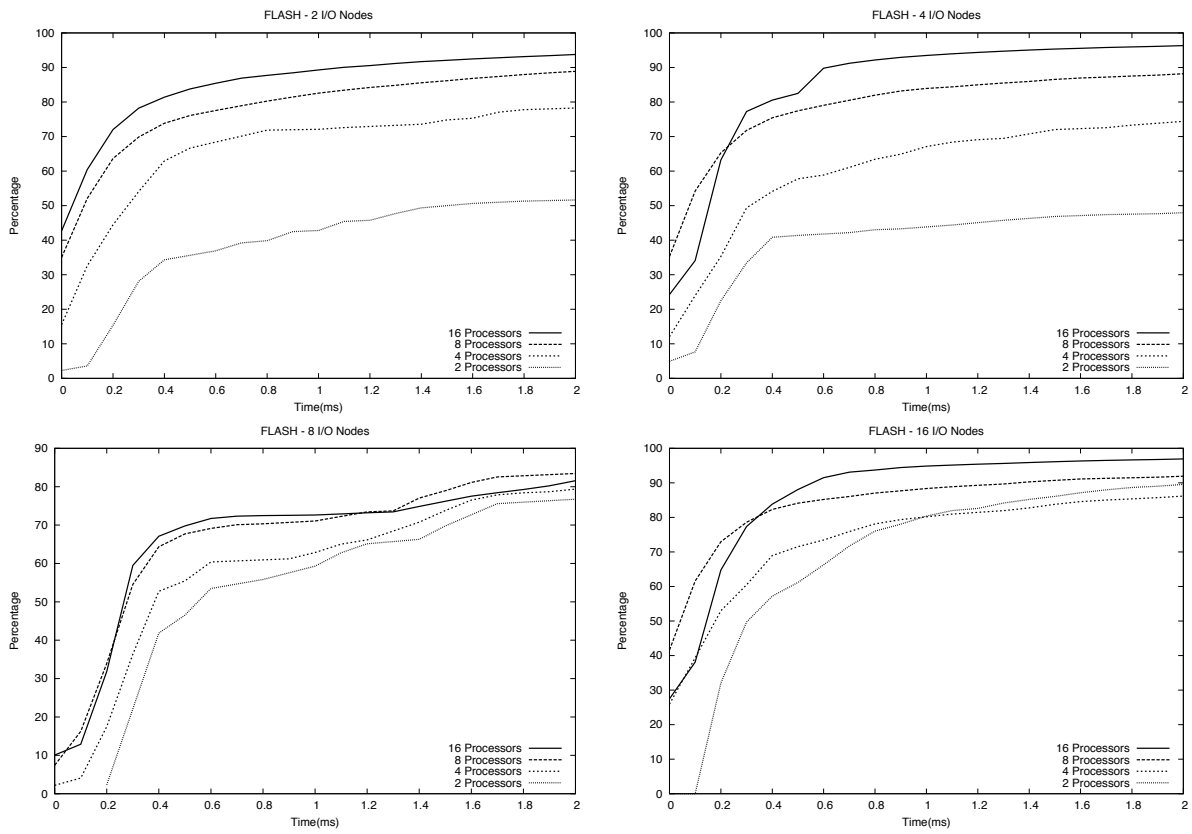 FLASH - 2 I/O Nodes
100
90
80
70
60
50
40
30
20
10
0
Percentage
16 Processors
8 Processors
4 Processors
2 Processors
0 0.2 0.4 0.6 0.8 1 1.2 1.4 1.6 1.8 2
Time(ms)
FLASH - 4 I/O Nodes
100
90
80
70
60
50
40
30
20
10
0
Percentage
16 Processors
8 Processors
4 Processors
2 Processors
0 0.2 0.4 0.6 0.8 1 1.2 1.4 1.6 1.8 2
Time(ms)
FLASH - 8 I/O Nodes
90
80
70
60
50
40
30
20
10
0
Percentage
16 Processors
8 Processors
4 Processors
2 Processors
0 0.2 0.4 0.6 0.8 1 1.2 1.4 1.6 1.8 2
Time(ms)
FLASH - 16 I/O Nodes
100
90
80
70
60
50
40
30
20
10
0
Percentage
16 Processors
8 Processors
4 Processors
2 Processors
0 0.2 0.4 0.6 0.8 1 1.2 1.4 1.6 1.8 2
Time(ms)